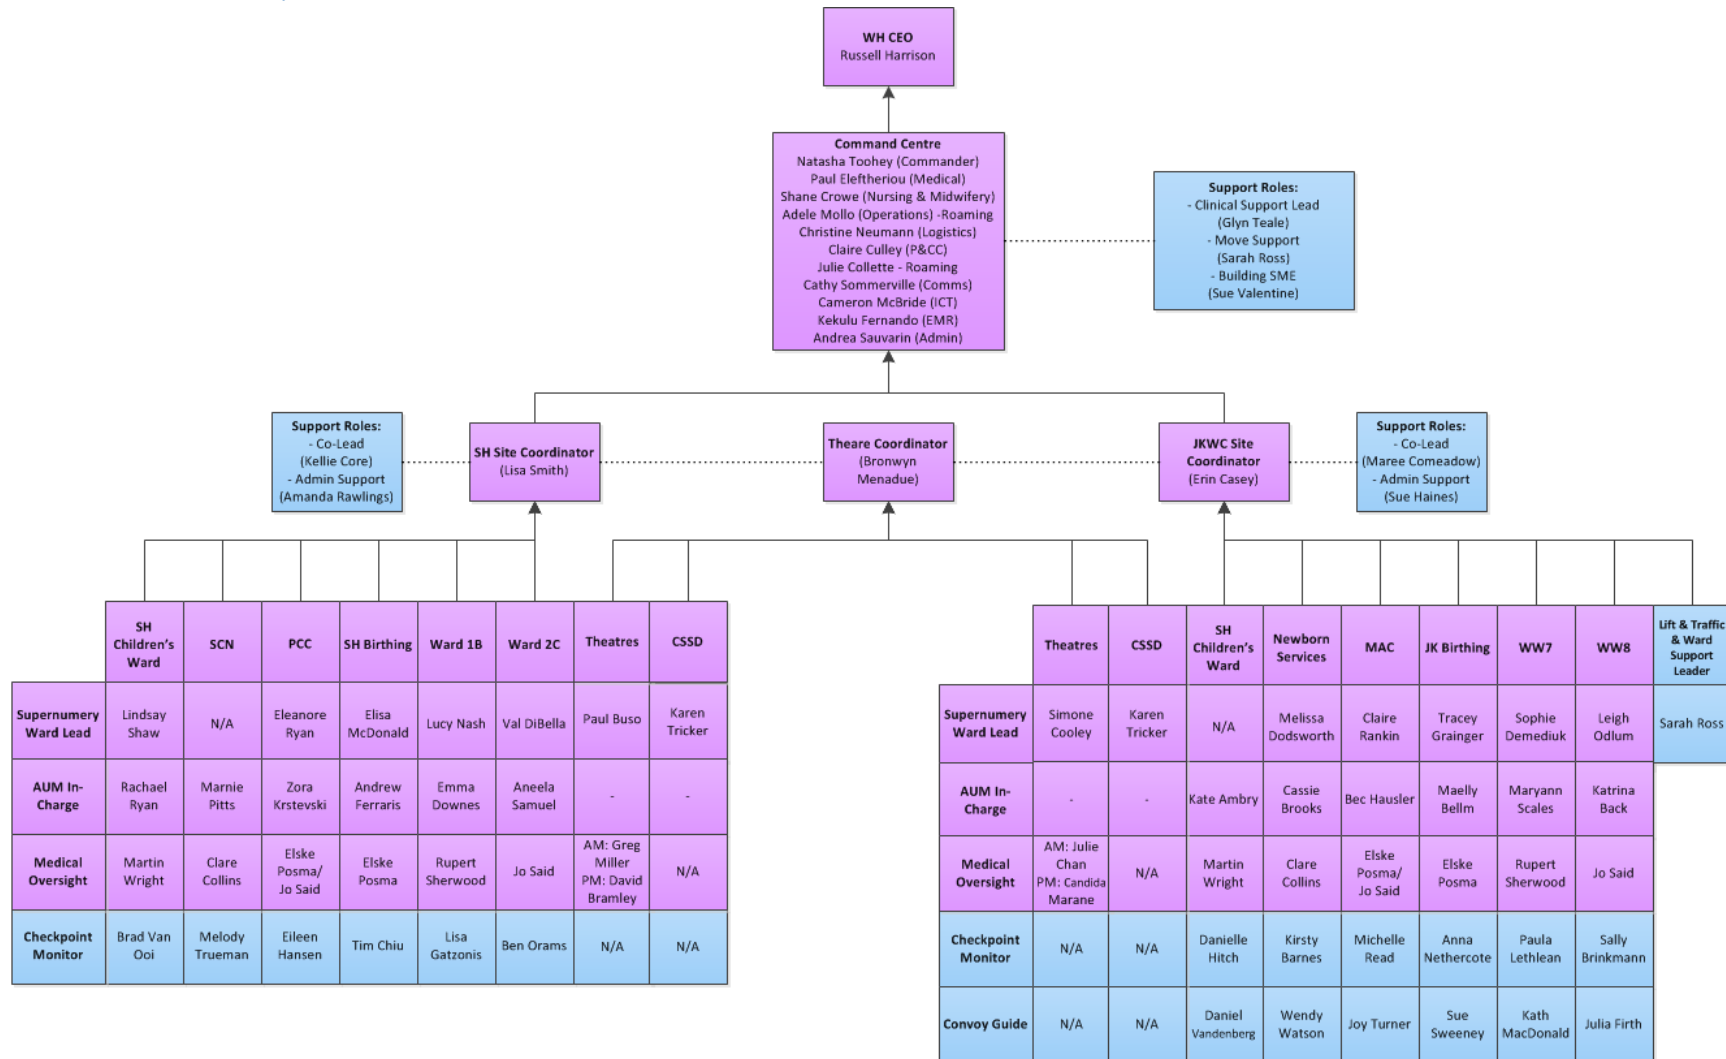 WH CEO
Russell Harrison
Command Centre
Natasha Toohey (Commander)
Paul Eleftheriou (Medical)
Shane Crowe (Nursing & Midwifery)
Adele Mollo (Operations) -Roaming
Christine Neumann (Logistics)
Claire Culley (P&CC)
Julie Collette - Roaming
Cathy Sommerville (Comms)
Cameron McBride (ICT)
Kekulu Fernando (EMR)
Andrea Sauvarin (Admin)
Support Roles:
- Clinical Support Lead
(Glyn Teale)
- Move Support
(Sarah Ross)
- Building SME
(Sue Valentine)
Support Roles:
- Co-Lead
(Kellie Core)
- Admin Support
(Amanda Rawlings)
SH Site Coordinator
(Lisa Smith)
Theare Coordinator
(Bronwyn
Menadue)
JKWC Site
Coordinator
(Erin Casey)
Support Roles:
- Co-Lead
(Maree Comeadow)
- Admin Support
(Sue Haines)
SH
Children's
Ward
SCN
PCC
SH Birthing
Ward 1B
Ward 2C
Theatres
CSSD
Supernumery
Ward Lead
Lindsay
Shaw
N/A
Eleanore
Ryan
Elisa
McDonald
Lucy Nash
Val DiBella
Paul Buso
Karen
Tricker
AUM In-
Charge
Rachael
Ryan
Marnie
Pitts
Zora
Krstevski
Andrew
Ferraris
Emma
Downes
Aneela
Samuel
-
-
Medical
Oversight
Martin
Wright
Clare
Collins
Elske
Posma/
Jo Said
Elske
Posma
Rupert
Sherwood
Jo Said
AM: Greg
Miller
PM: David
Bramley
N/A
Checkpoint
Monitor
Brad Van
Ooi
Melody
Trueman
Eileen
Hansen
Tim Chiu
Lisa
Gatzonis
Ben Orams
N/A
N/A
Theatres
CSSD
SH
Children's
Ward
Newborn
Services
MAC
JK Birthing
WW7
WW8
Lift & Traffic
& Ward
Support
Leader
Supernumery
Ward Lead
Simone
Cooley
Karen
Tricker
N/A
Melissa
Dodsworth
Claire
Rankin
Tracey
Grainger
Sophie
Demediuk
Leigh
Odlum
Sarah Ross
AUM In-
Charge
-
-
Kate Ambry
Cassie
Brooks
Bec Hausler
Maelly
Bellm
Maryann
Scales
Katrina
Back
Medical
Oversight
AM: Julie
Chan
PM: Candida
Marane
N/A
Martin
Wright
Clare
Collins
Elske
Posma/
Jo Said
Elske
Posma
Rupert
Sherwood
Jo Said
Checkpoint
Monitor
N/A
N/A
Danielle
Hitch
Kirsty
Barnes
Michelle
Read
Anna
Nethercote
Paula
Lethlean
Sally
Brinkmann
Convoy Guide
N/A
N/A
Daniel
Vandenberg
Wendy
Watson
Joy Turner
Sue
Sweeney
Kath
MacDonald
Julia Firth